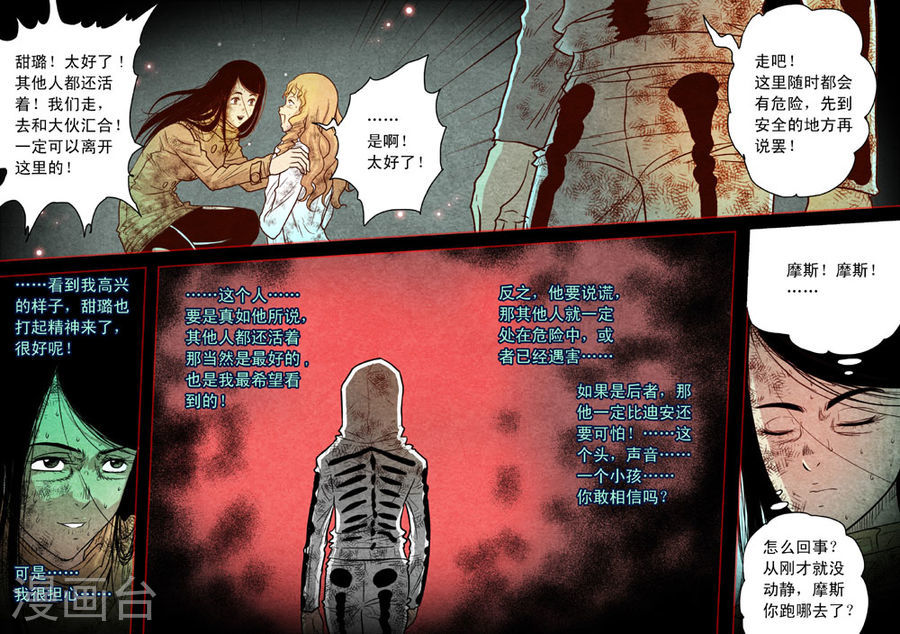 甜璐！太好了！
其他人都还活
着！我们走，
去和大伙汇合！
一定可以离开
这里的！
……
是啊！
太好了！
走吧！
这里随时都会
有危险，先到
安全的地方再
说罢！
……看到我高兴
的样子，甜璐也
打起精神来了，
很好呢！
可是……
我很担心……
……这个人……
要是真如他所说，
其他人都还活着
那当然是最好的，
也是我最希望看
到的！
反之，他要说谎，
那其他人就一定
处在危险中，或
者已经遇害……
如果是后者，那
他一定比迪安还
要可怕！……这
个头，声音……
一个小孩……
你敢相信吗？
摩斯！摩斯！
……
怎么回事？
从刚才就没
动静，摩斯
你跑哪去了？
漫画台